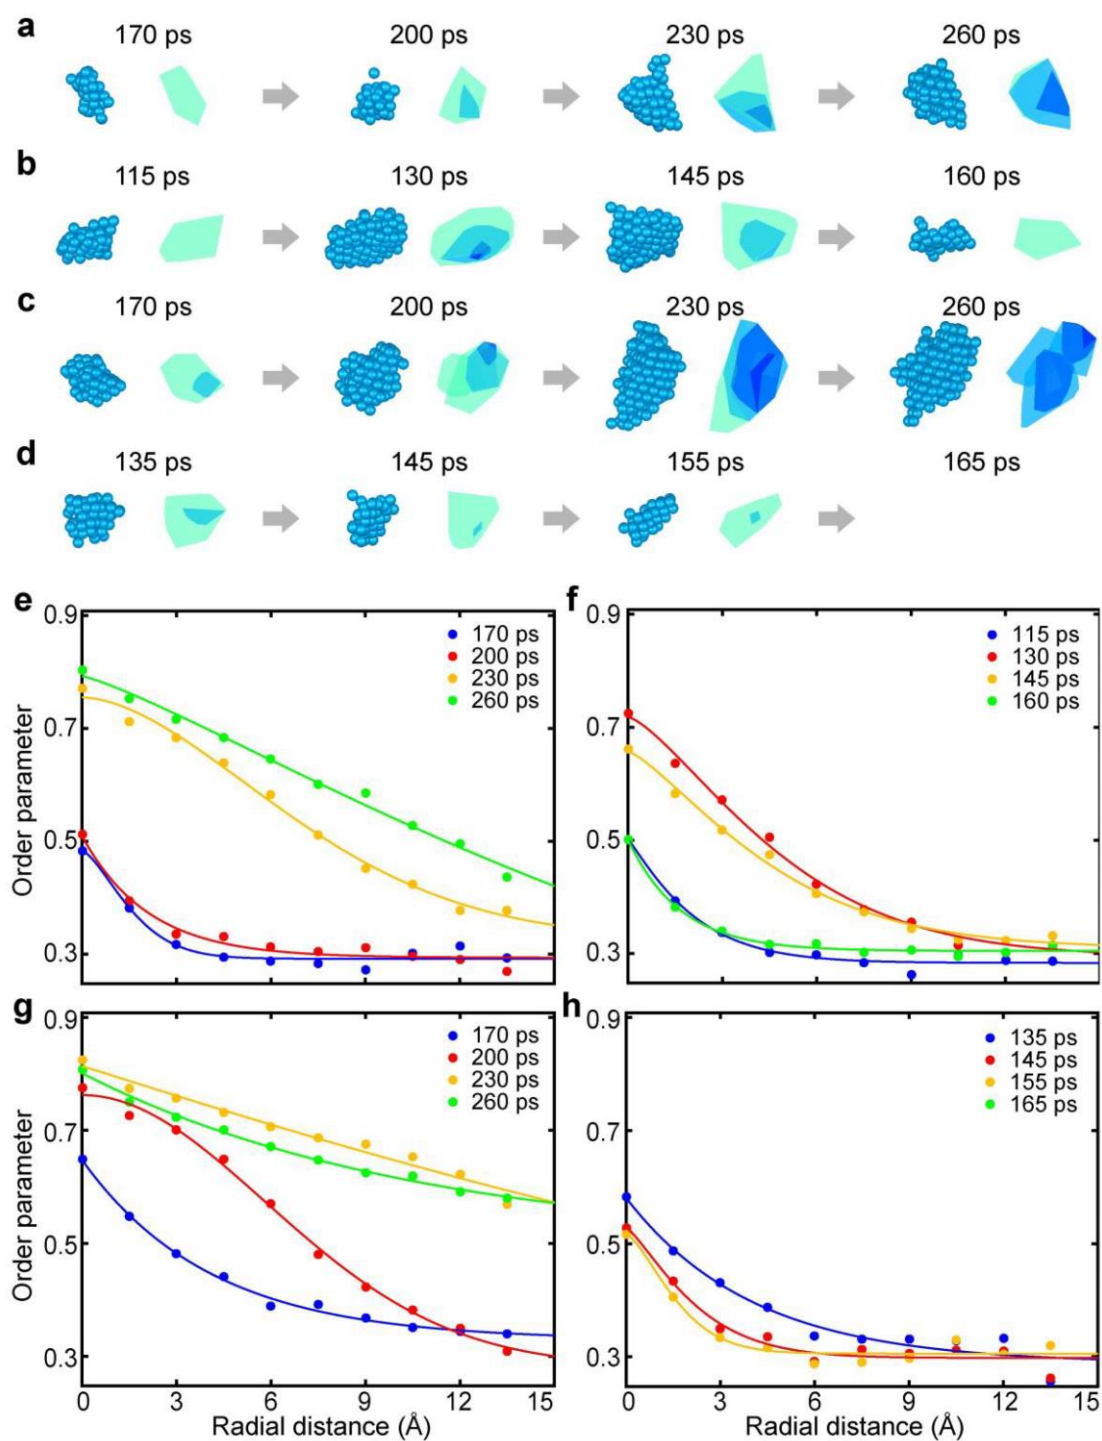 a
170 ps 200 ps 230 ps 260 ps
b
115 ps 130 ps 145 ps 160 ps
c
170 ps 200 ps 230 ps 260 ps
d
135 ps 145 ps 155 ps 165 ps
e
0.9
0.7
0.5
0.3
Order parameter
170 ps
200 ps
230 ps
260 ps
f
0.9
0.7
0.5
0.3
115 ps
130 ps
145 ps
160 ps
g
0.9
0.7
0.5
0.3
Order parameter
170 ps
200 ps
230 ps
260 ps
0 3 6 9 12 15
Radial distance (Å)
h
0.9
0.7
0.5
0.3
135 ps
145 ps
155 ps
165 ps
0 3 6 9 12 15
Radial distance (Å)